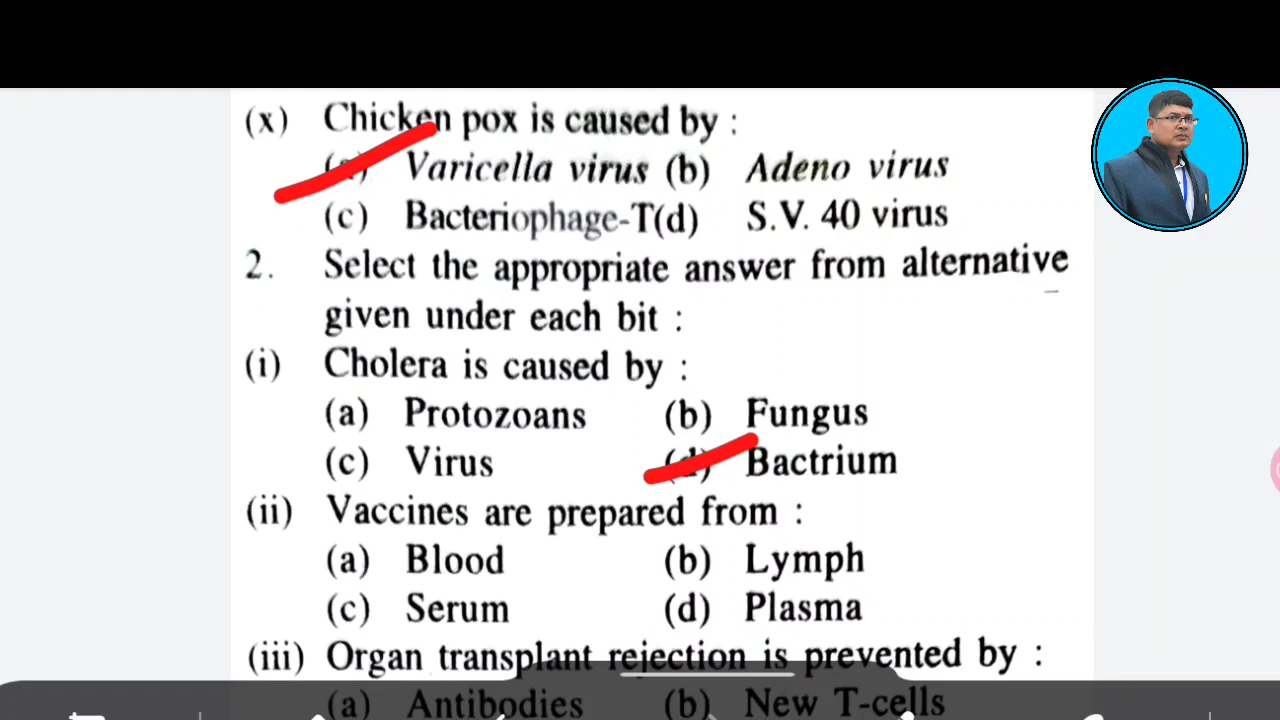 (x) Chicken pox is caused by :
(a) Varicella virus (b) Adeno virus
(c) Bacteriophage-T(d) S.V. 40 virus
2. Select the appropriate answer from alternative
given under each bit :
(i) Cholera is caused by :
(a) Protozoans (b) Fungus
(c) Virus (d) Bactrium
(ii) Vaccines are prepared from :
(a) Blood (b) Lymph
(c) Serum (d) Plasma
(iii) Organ transplant rejection is prevented by :
(a) Antibodies (b) New T-cells